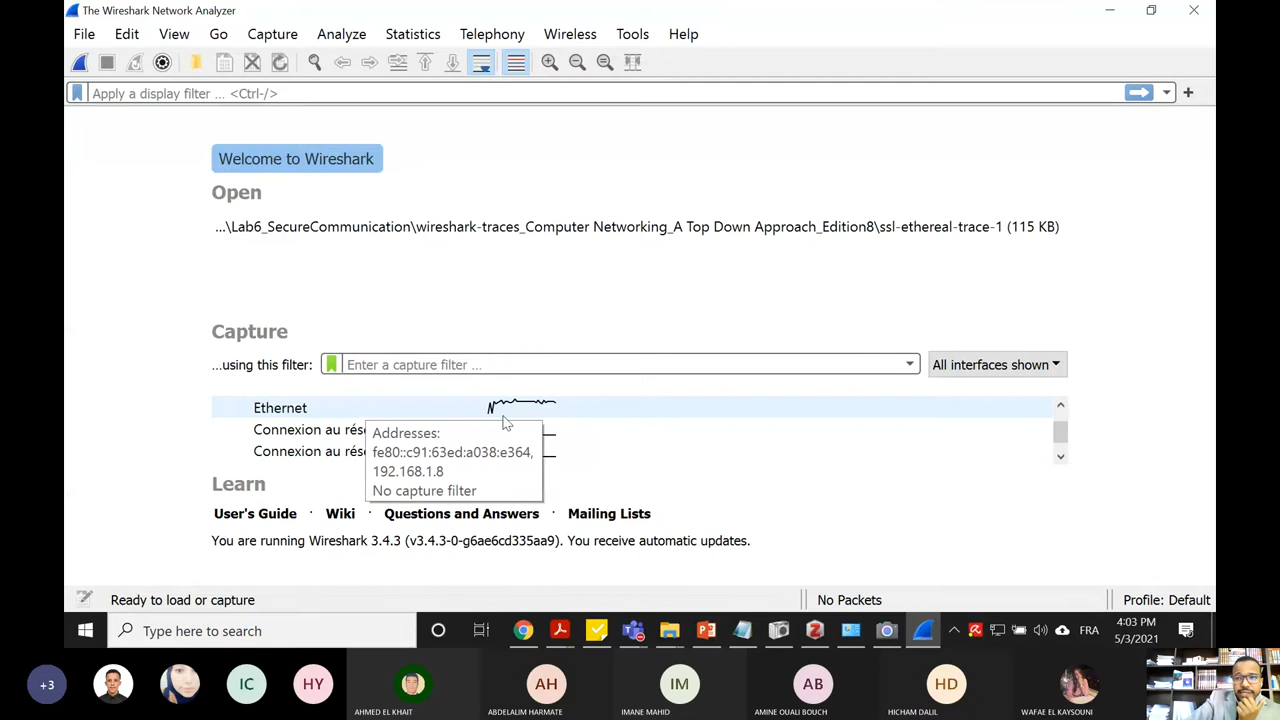 The Wireshark Network Analyzer
File Edit View Go Capture Analyze Statistics Telephony Wireless Tools Help
Apply a display filter ... <Ctrl-/>
Welcome to Wireshark
Open
...\Lab6_SecureCommunication\wireshark-traces_Computer Networking_A Top Down Approach_Edition8\ssl-ethereal-trace-1 (115 KB)
Capture
...using this filter: Enter a capture filter ... All interfaces shown
Ethernet
Connexion au rés
Connexion au rés
Addresses:
fe80::c91:63ed:a038:e364,
192.168.1.8
No capture filter
Learn
User's Guide · Wiki · Questions and Answers · Mailing Lists
You are running Wireshark 3.4.3 (v3.4.3-0-g6ae6cd335aa9). You receive automatic updates.
Ready to load or capture No Packets Profile: Default
Type here to search FRA 4:03 PM
5/3/2021
+3 IC HY AH IM AB HD
AHMED EL KHAIT ABDELALIM HARMATE IMANE MAHID AMINE OUALI BOUCH HICHAM DALIL WAFAE EL KAYSOUNI